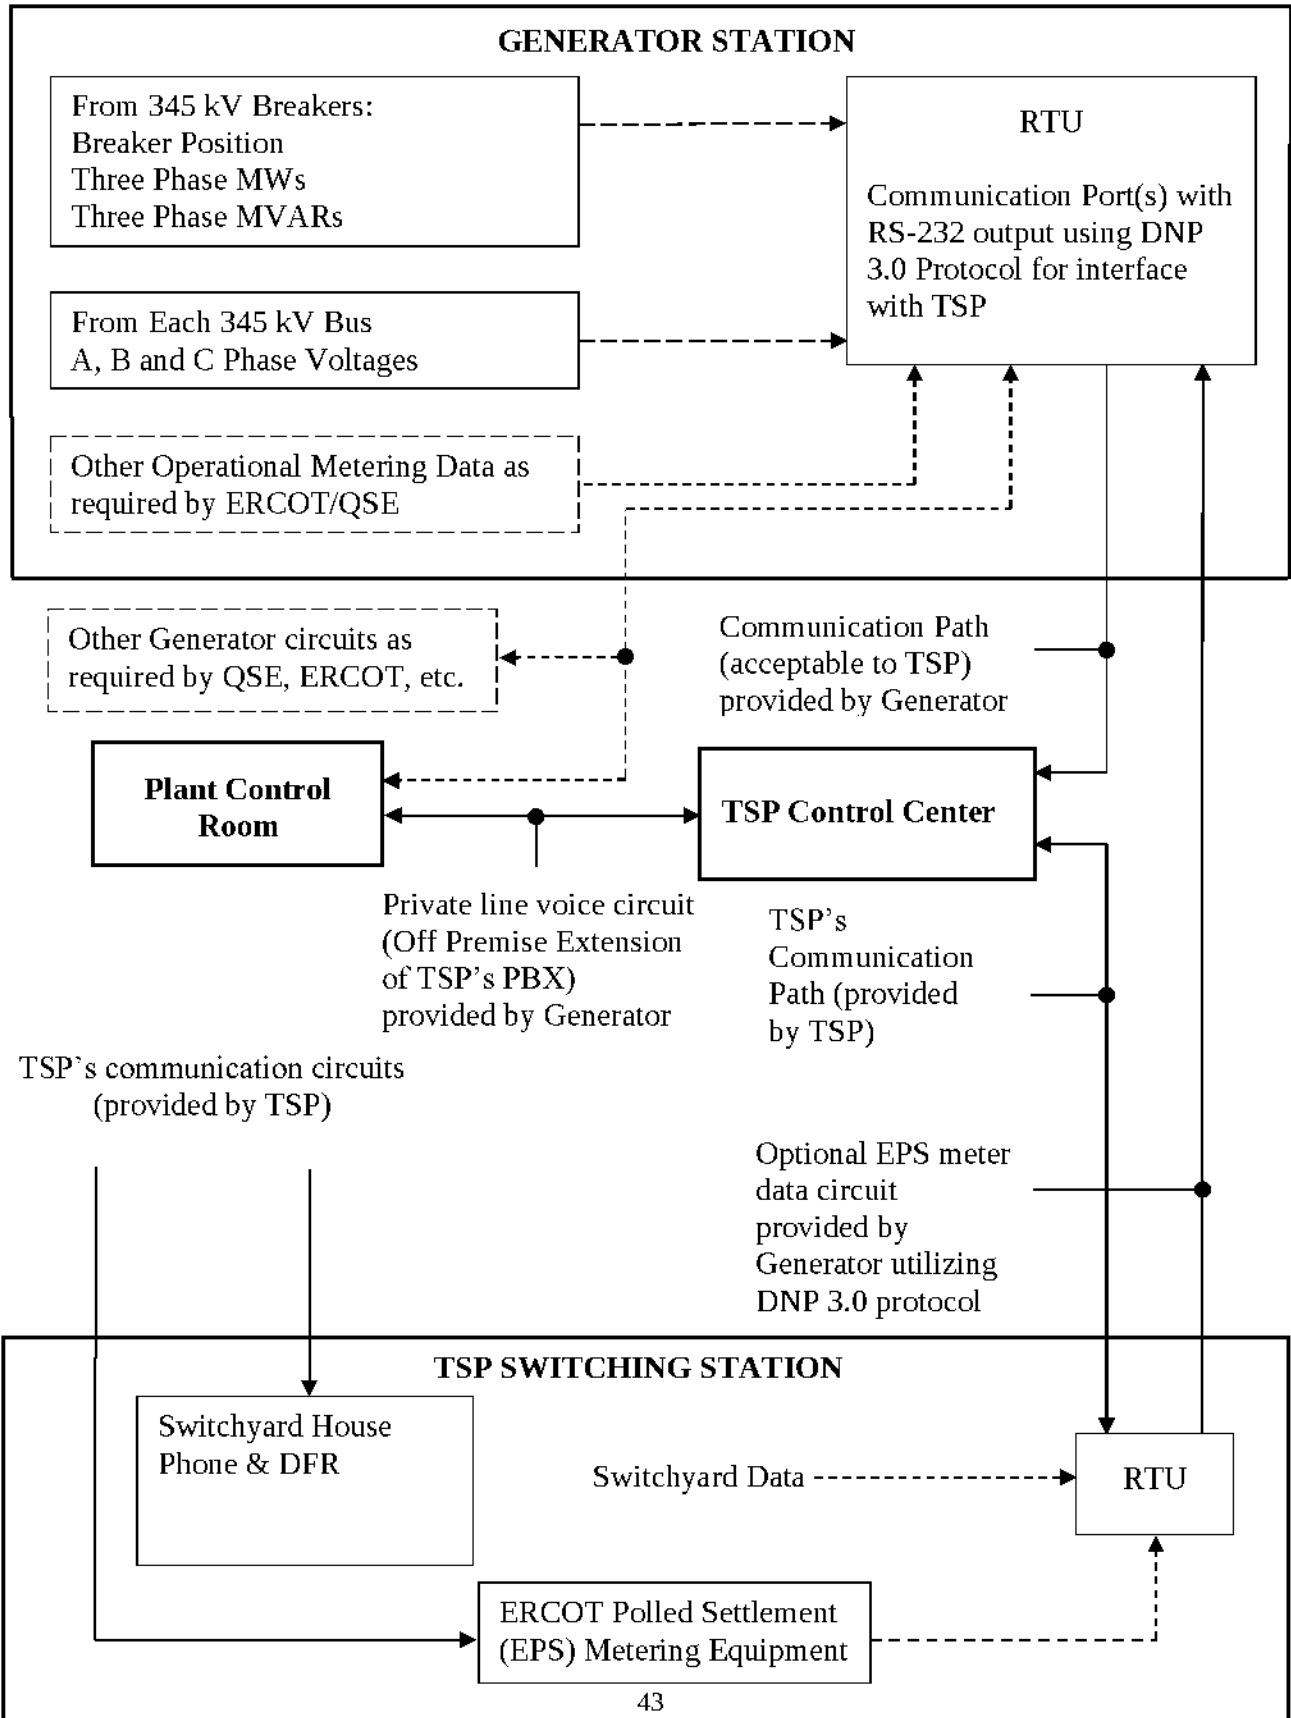 GENERATOR STATION
From 345 kV Breakers:
Breaker Position
Three Phase MWs
Three Phase MVARs
RTU
Communication Port(s) with
RS-232 output using DNP
3.0 Protocol for interface
with TSP
From Each 345 kV Bus
A, B and C Phase Voltages
Other Operational Metering Data as
required by ERCOT/QSE
Other Generator circuits as
required by QSE, ERCOT, etc.
Communication Path
(acceptable to TSP)
provided by Generator
Plant Control
Room
TSP Control Center
Private line voice circuit
(Off Premise Extension
of TSP's PBX)
provided by Generator
TSP's
Communication
Path (provided
by TSP)
TSP's communication circuits
(provided by TSP)
Optional EPS meter
data circuit
provided by
Generator utilizing
DNP 3.0 protocol
TSP SWITCHING STATION
Switchyard House
Phone & DFR
Switchyard Data
RTU
ERCOT Polled Settlement
(EPS) Metering Equipment
43